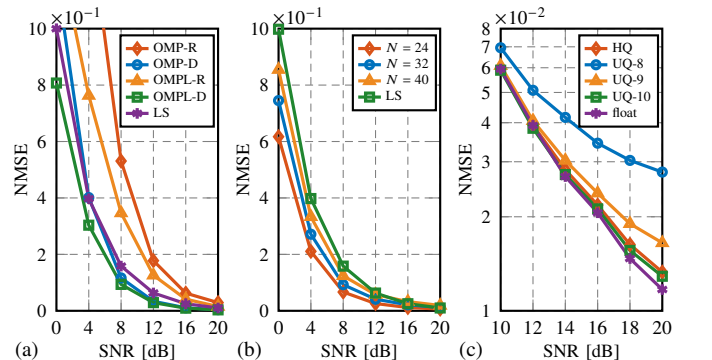 ×10⁻¹
10
8
6
4
2
0
NMSE
OMP-R
OMP-D
OMPL-R
OMPL-D
LS
0 4 8 12 16 20
(a) SNR [dB]
×10⁻¹
10
8
6
4
2
0
NMSE
N = 24
N = 32
N = 40
LS
0 4 8 12 16 20
(b) SNR [dB]
×10⁻²
8
6
5
4
3
2
1
NMSE
HQ
UQ-8
UQ-9
UQ-10
float
10 12 14 16 18 20
(c) SNR [dB]